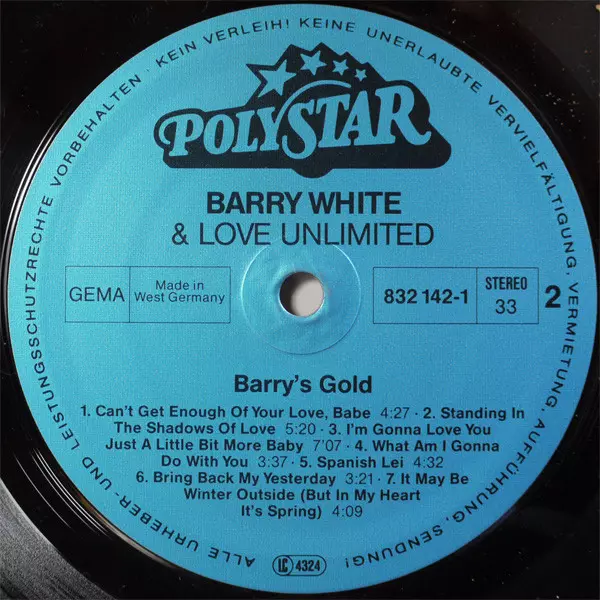 ALLE URHEBER- UND LEISTUNGSSCHUTZRECHTE VORBEHALTEN · KEIN VERLEIH! KEINE UNERLAUBTE VERVIELFÄLTIGUNG, VERMIETUNG, AUFFÜHRUNG, SENDUNG!
POLYSTAR
BARRY WHITE
& LOVE UNLIMITED
GEMA
Made in
West Germany
832 142-1
STEREO
33
2
Barry's Gold
1. Can't Get Enough Of Your Love, Babe 4:27 · 2. Standing In
The Shadows Of Love 5:20 · 3. I'm Gonna Love You
Just A Little Bit More Baby 7'07 · 4. What Am I Gonna
Do With You 3:37 · 5. Spanish Lei 4:32
6. Bring Back My Yesterday 3:21 · 7. It May Be
Winter Outside (But In My Heart
It's Spring) 4:09
LC 4324